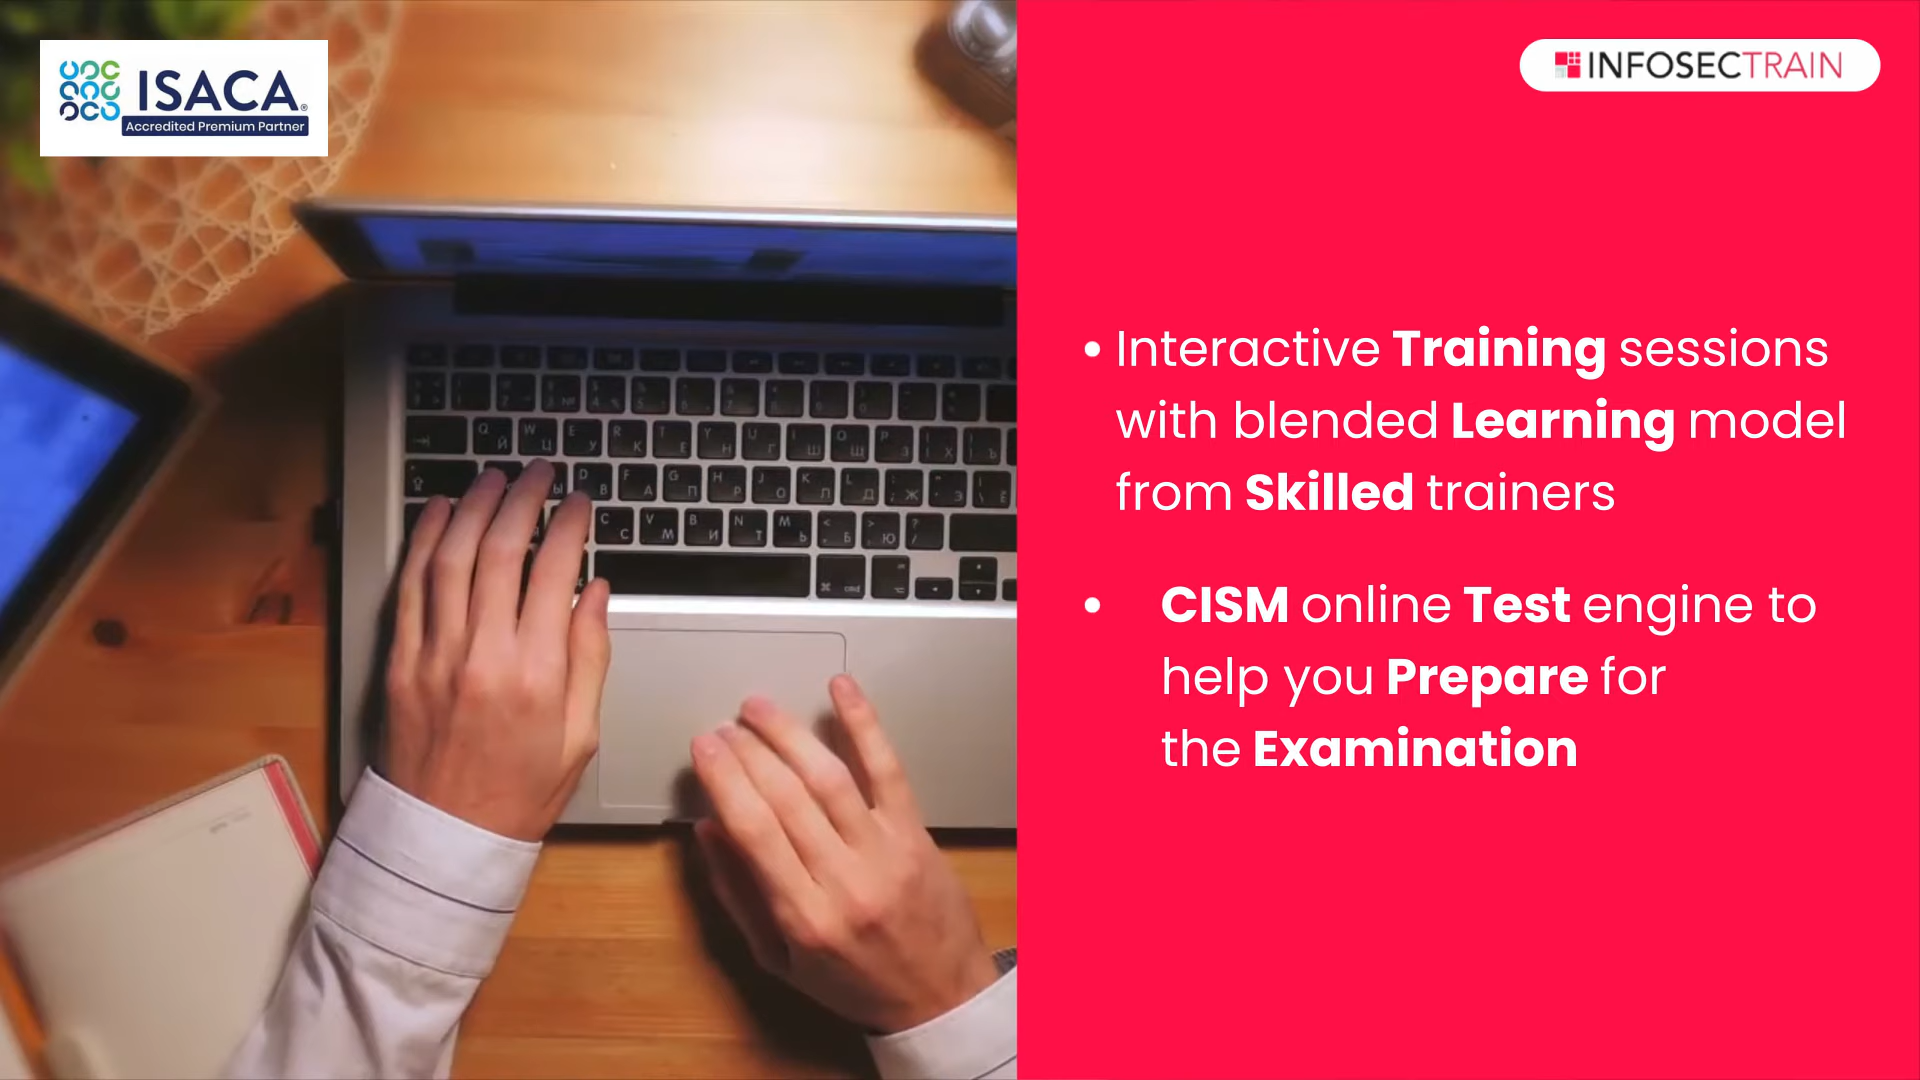 ISACA®
Accredited Premium Partner
INFOSECTRAIN
• Interactive Training sessions
with blended Learning model
from Skilled trainers
• CISM online Test engine to
help you Prepare for
the Examination
Q Й
W Ц
E У
R К
T Е
Y Н
U Г
I Ш
O Щ
P З
Х
Ъ
Ы
D В
F А
G П
H Р
J О
K Л
L Д
; Ж
Э
C С
V М
B И
N Т
M Ь
< , Б
> . Ю
? /
⌘ cmd